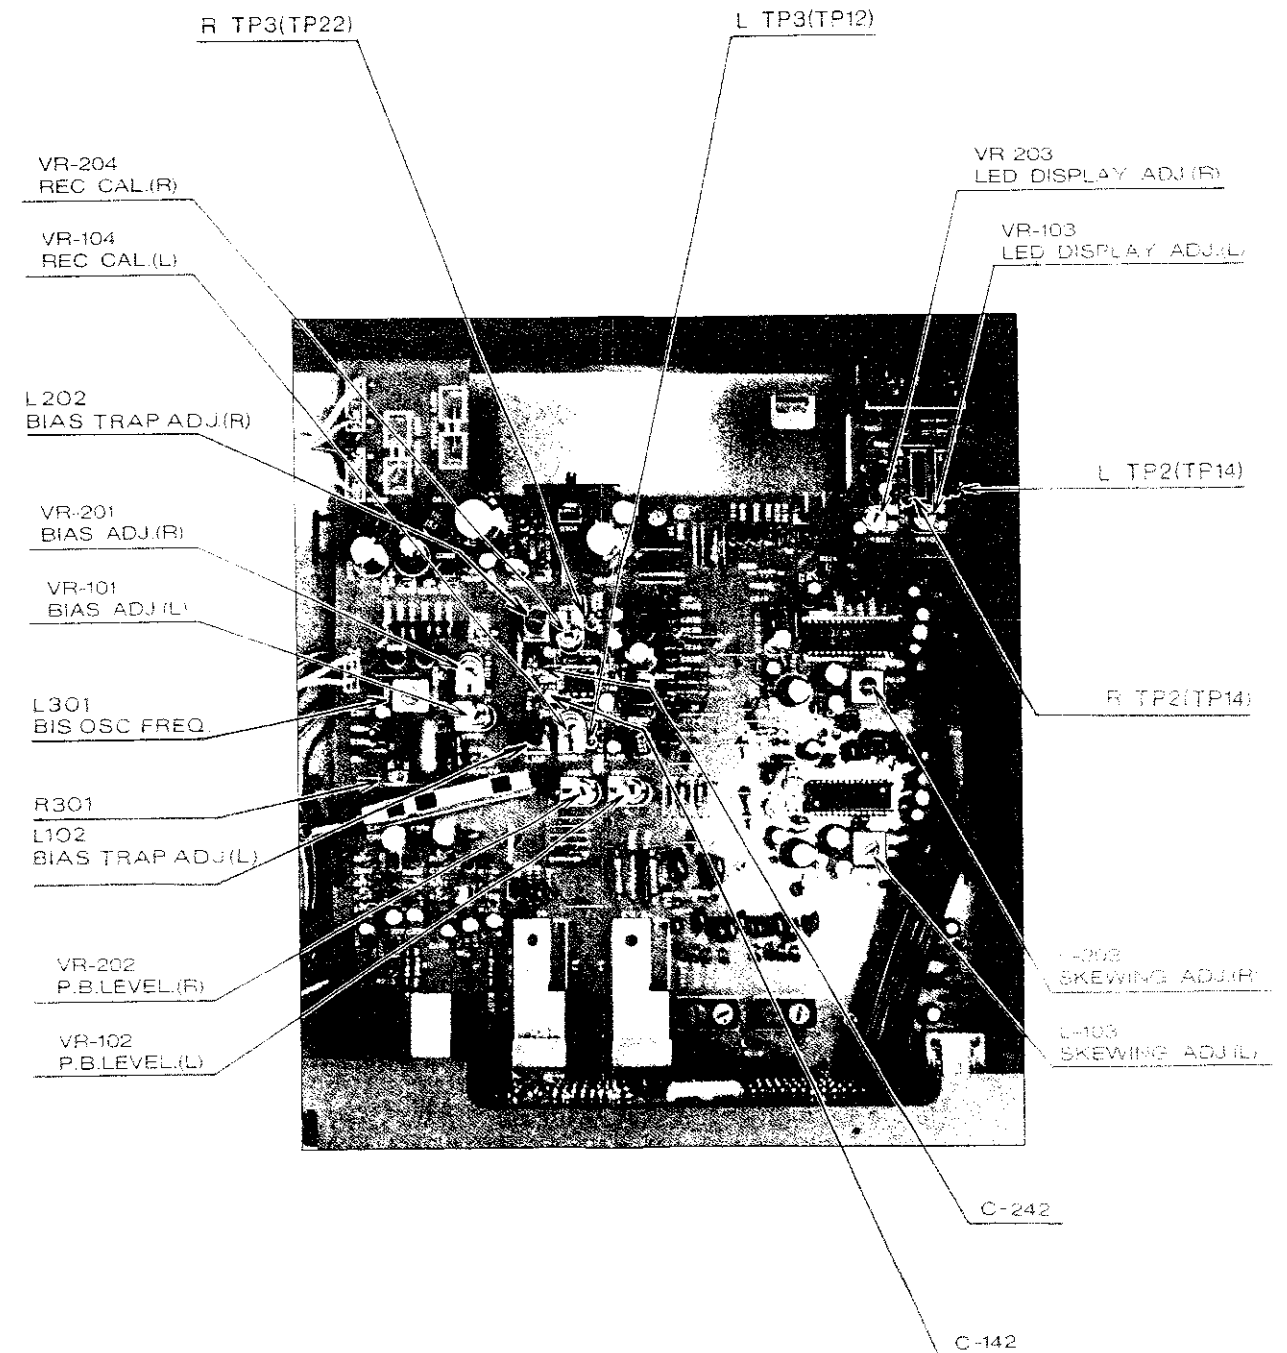 R TP3(TP22)
L TP3(TP12)
VR-204
REC CAL.(R)
VR-104
REC CAL.(L)
L202
BIAS TRAP ADJ.(R)
VR-201
BIAS ADJ.(R)
VR-101
BIAS ADJ.(L)
L301
BIS OSC FREQ
R301
L102
BIAS TRAP ADJ.(L)
VR-202
P.B.LEVEL.(R)
VR-102
P.B.LEVEL.(L)
VR 203
LED DISPLAY ADJ.(R)
VR-103
LED DISPLAY ADJ.(L)
L TP2(TP14)
R TP2(TP14)
L-203
SKEWING ADJ.(R)
L-103
SKEWING ADJ.(L)
C-242
C-142